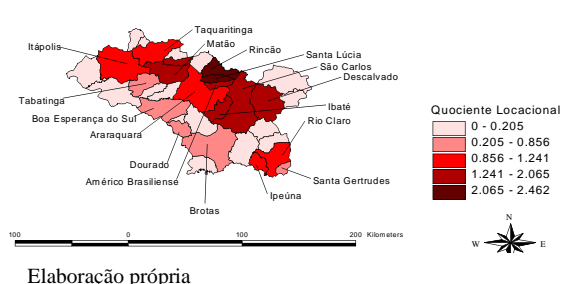 Taquaritinga
Matão
Itápolis
Rincão
Santa Lúcia
São Carlos
Descalvado
Tabatinga
Ibaté
Boa Esperança do Sul
Rio Claro
Araraquara
Dourado
Américo Brasiliense
Santa Gertrudes
Ipeúna
Brotas
Quociente Locacional
0 - 0.205
0.205 - 0.856
0.856 - 1.241
1.241 - 2.065
2.065 - 2.462
100 0 100 200 Kilometers
N
W E
S
Elaboração própria